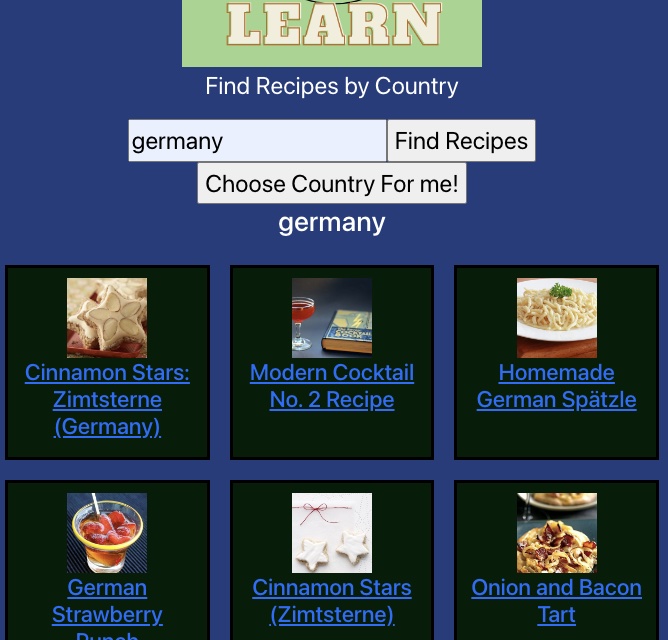 LEARN
Find Recipes by Country
germany
Find Recipes
Choose Country For me!
germany
Cinnamon Stars:
Zimtsterne
(Germany)
Modern Cocktail
No. 2 Recipe
Homemade
German Spätzle
German
Strawberry
Punch
Cinnamon Stars
(Zimtsterne)
Onion and Bacon
Tart